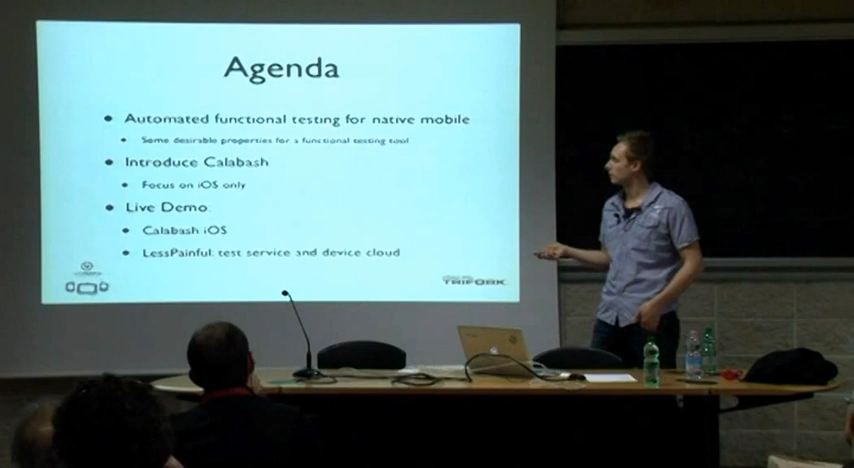 Agenda
Automated functional testing for native mobile
Some desirable properties for a functional testing tool
Introduce Calabash
Focus on iOS only
Live Demo:
Calabash iOS
LessPainful: test service and device cloud
TRIFORK.